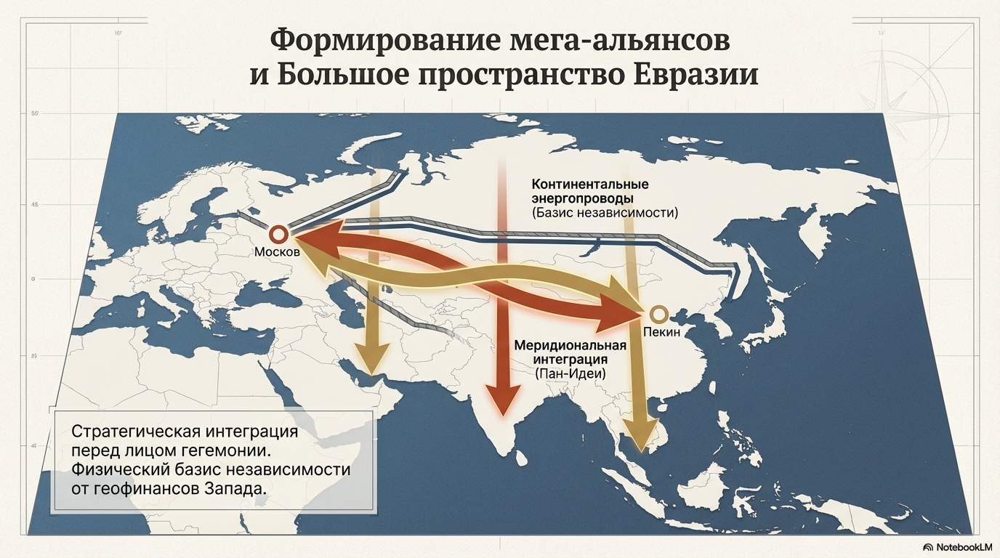 Формирование мега-альянсов
и Большое пространство Евразии
Континентальные
энергопроводы
(Базис независимости)
Москов
Пекин
Меридиональная
интеграция
(Пан-Идеи)
Стратегическая интеграция
перед лицом гегемонии.
Физический базис независимости
от геофинансов Запада.
NotebookLM